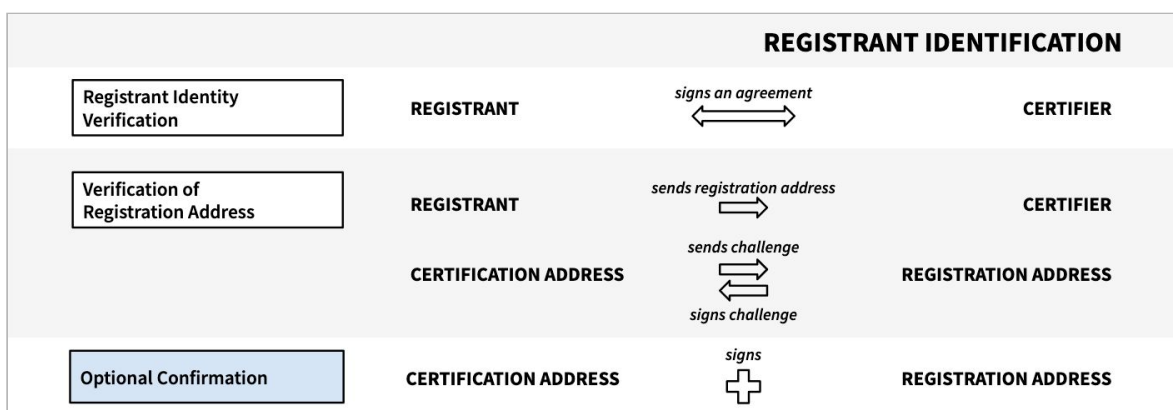 REGISTRANT IDENTIFICATION
Registrant Identity
Verification
REGISTRANT
signs an agreement
CERTIFIER
Verification of
Registration Address
REGISTRANT
sends registration address
CERTIFIER
CERTIFICATION ADDRESS
sends challenge
signs challenge
REGISTRATION ADDRESS
Optional Confirmation
CERTIFICATION ADDRESS
signs
REGISTRATION ADDRESS